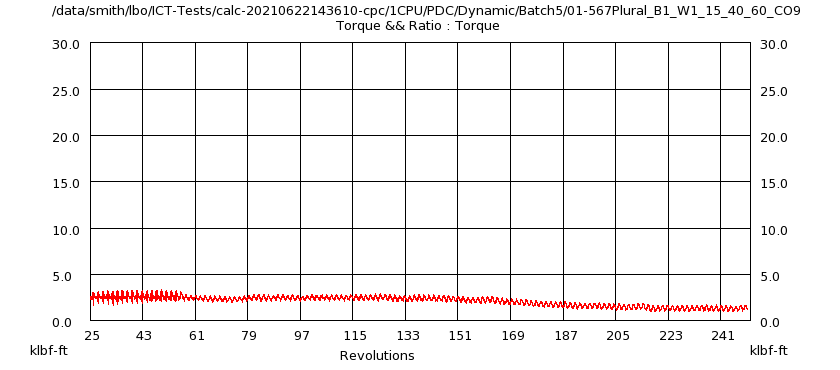 /data/smith/lbo/ICT-Tests/calc-20210622143610-cpc/1CPU/PDC/Dynamic/Batch5/01-567Plural_B1_W1_15_40_60_CO9
Torque && Ratio : Torque
30.0 30.0
25.0 25.0
20.0 20.0
15.0 15.0
10.0 10.0
5.0 5.0
0.0 0.0
25 43 61 79 97 115 133 151 169 187 205 223 241
klbf-ft klbf-ft
Revolutions